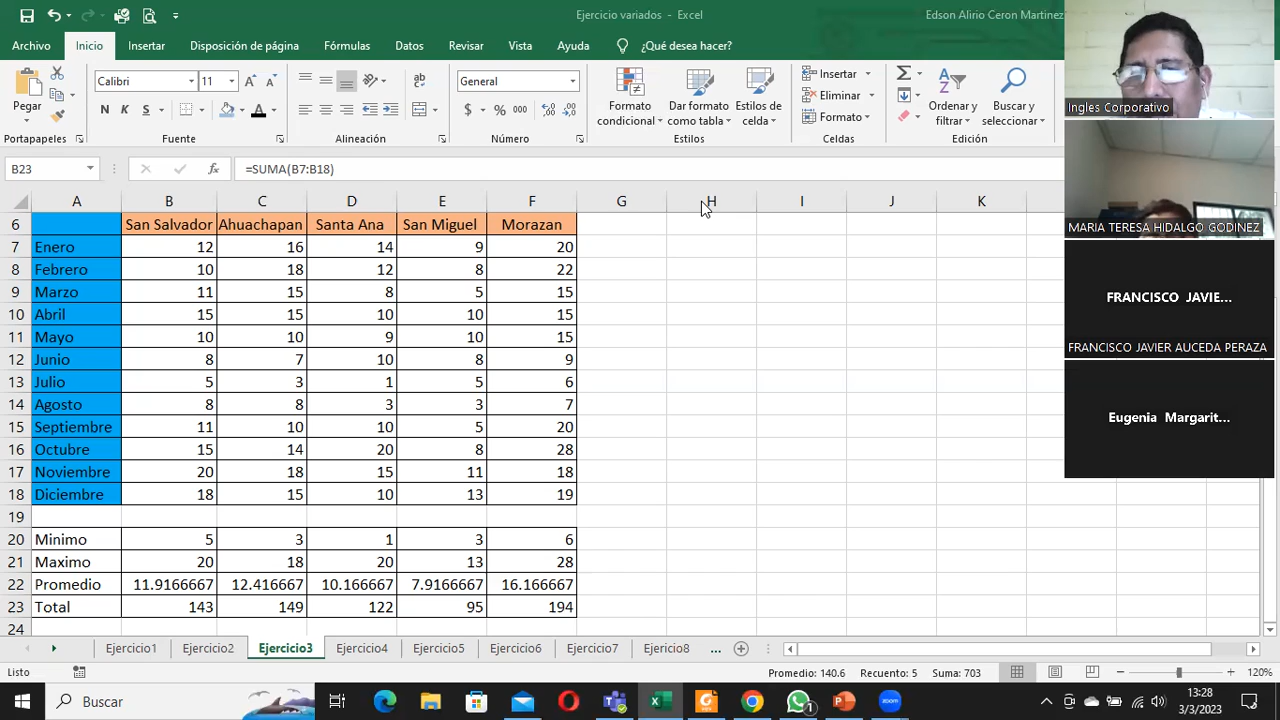 Ejercicio variados - Excel
Edson Alirio Ceron Martinez
Archivo Inicio Insertar Disposición de página Fórmulas Datos Revisar Vista Ayuda ¿Qué desea hacer?
Pegar
Calibri 11
N K S
General
$ % 000
Formato condicional
Dar formato como tabla
Estilos de celda
Insertar
Eliminar
Formato
Ordenar y filtrar
Buscar y seleccionar
Portapapeles Fuente Alineación Número Estilos Celdas Edición
B23 fx =SUMA(B7:B18)
A B C D E F G H I J K
6 San Salvador Ahuachapan Santa Ana San Miguel Morazan
7 Enero 12 16 14 9 20
8 Febrero 10 18 12 8 22
9 Marzo 11 15 8 5 15
10 Abril 15 15 10 10 15
11 Mayo 10 10 9 10 15
12 Junio 8 7 10 8 9
13 Julio 5 3 1 5 6
14 Agosto 8 8 3 3 7
15 Septiembre 11 10 10 5 20
16 Octubre 15 14 20 8 28
17 Noviembre 20 18 15 11 18
18 Diciembre 18 15 10 13 19
19
20 Minimo 5 3 1 3 6
21 Maximo 20 18 20 13 28
22 Promedio 11.9166667 12.416667 10.166667 7.9166667 16.166667
23 Total 143 149 122 95 194
24
Ejercicio1 Ejercicio2 Ejercicio3 Ejercicio4 Ejercicio5 Ejercicio6 Ejercicio7 Ejericio8 ...
Listo Promedio: 140.6 Recuento: 5 Suma: 703 120%
Buscar
zoom
1
13:28
3/3/2023
Ingles Corporativo
MARIA TERESA HIDALGO GODINEZ
FRANCISCO JAVIE...
FRANCISCO JAVIER AUCEDA PERAZA
Eugenia Margarit...